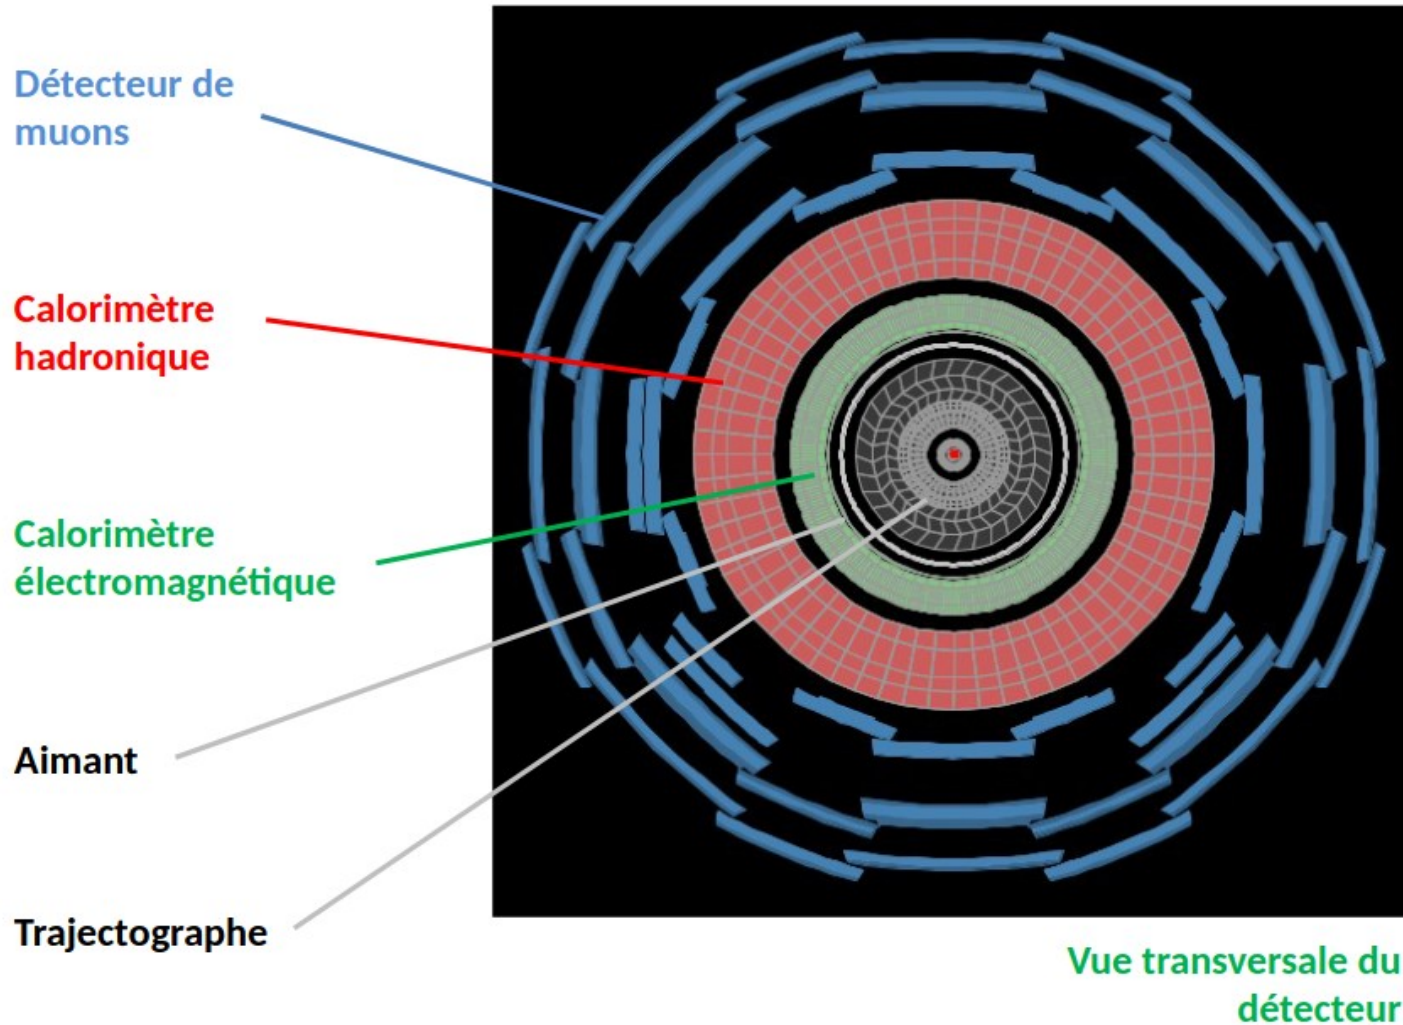 Détecteur de
muons
Calorimètre
hadronique
Calorimètre
électromagnétique
Aimant
Trajectographe
Vue transversale du
détecteur